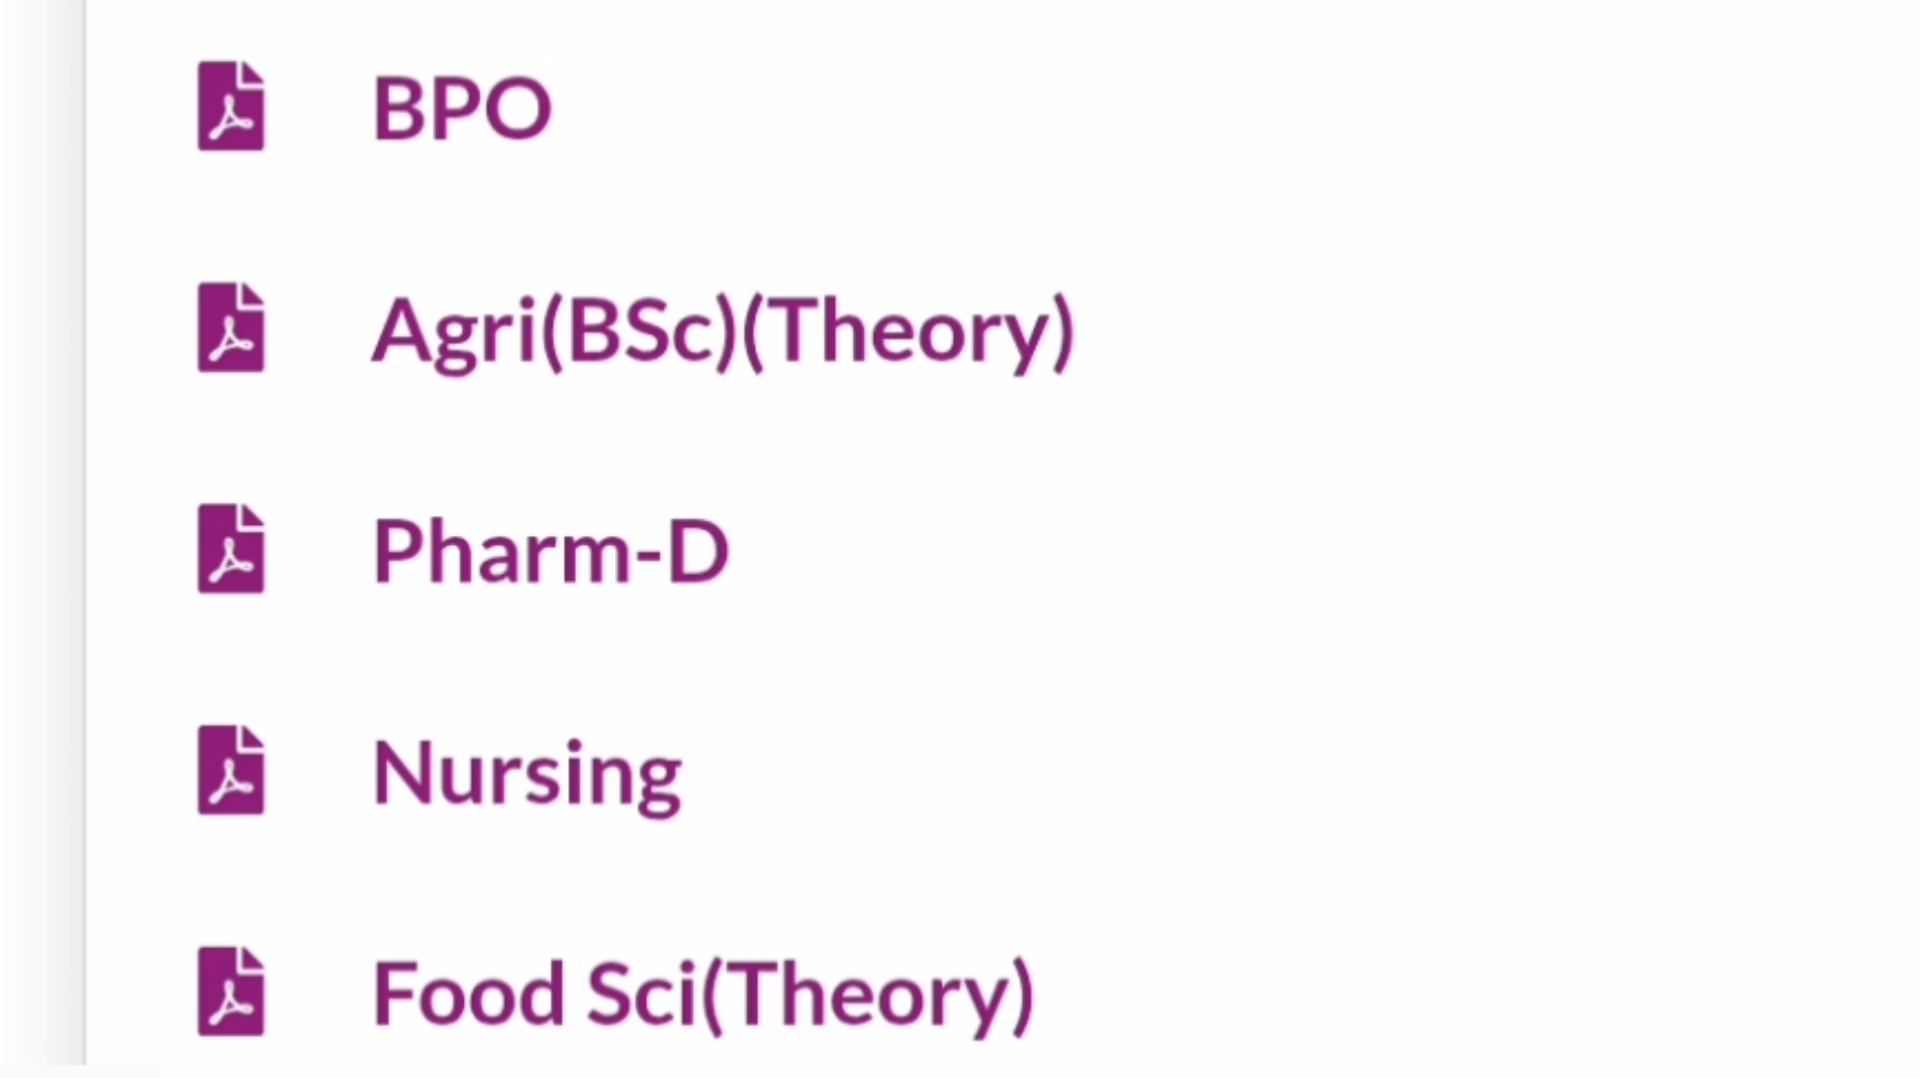 BPO
Agri(BSc)(Theory)
Pharm-D
Nursing
Food Sci(Theory)